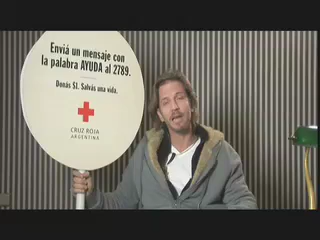 Enviá un mensaje con
la palabra AYUDA al 2789.
Donás $1. Salvás una vida.
CRUZ ROJA
ARGENTINA